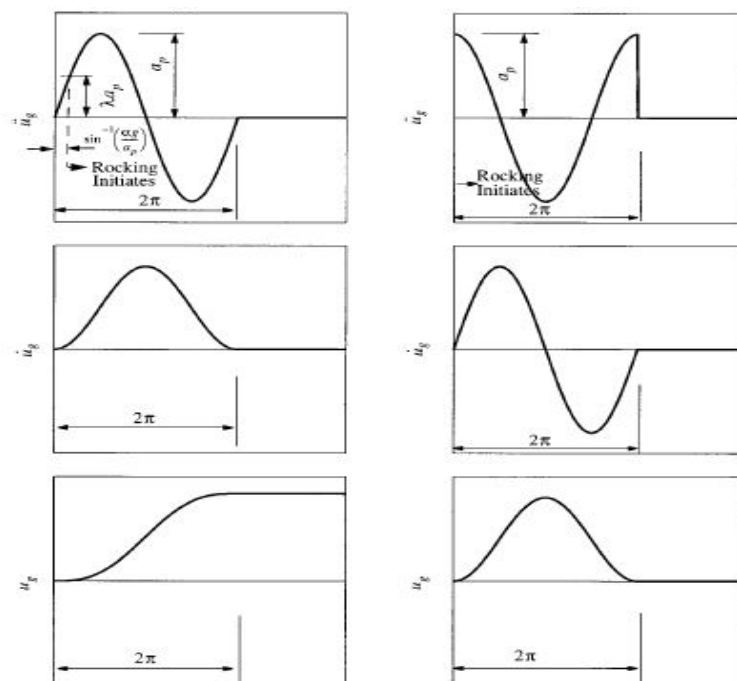 a_p
λa_p
ü_g
sin⁻¹(αg/a_p)
Rocking
Initiates
2π
a_p
ü_g
Rocking
Initiates
2π
u̇_g
2π
u̇_g
2π
u_g
2π
u_g
2π